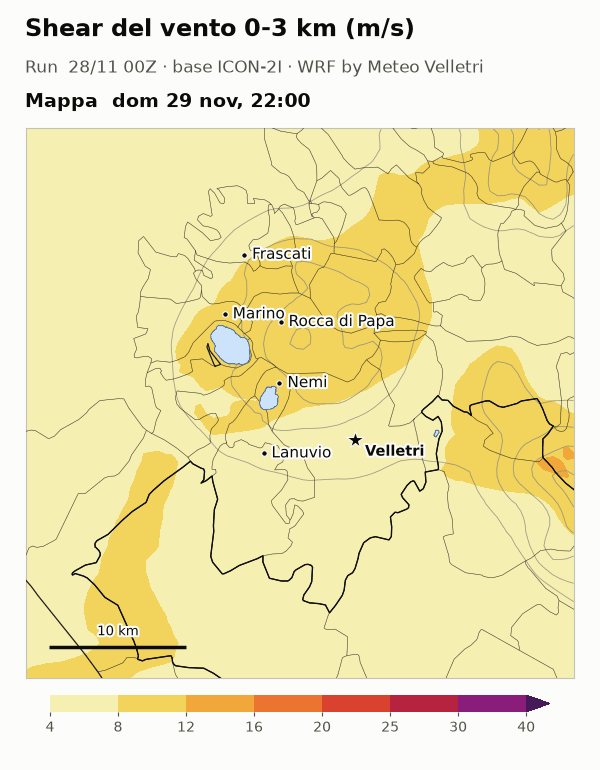 Shear del vento 0-3 km (m/s)
Run  28/11 00Z · base ICON-2I · WRF by Meteo Velletri
Mappa  dom 29 nov, 22:00
Frascati
Marino
Rocca di Papa
Nemi
Velletri
Lanuvio
10 km
4 8 12 16 20 25 30 40